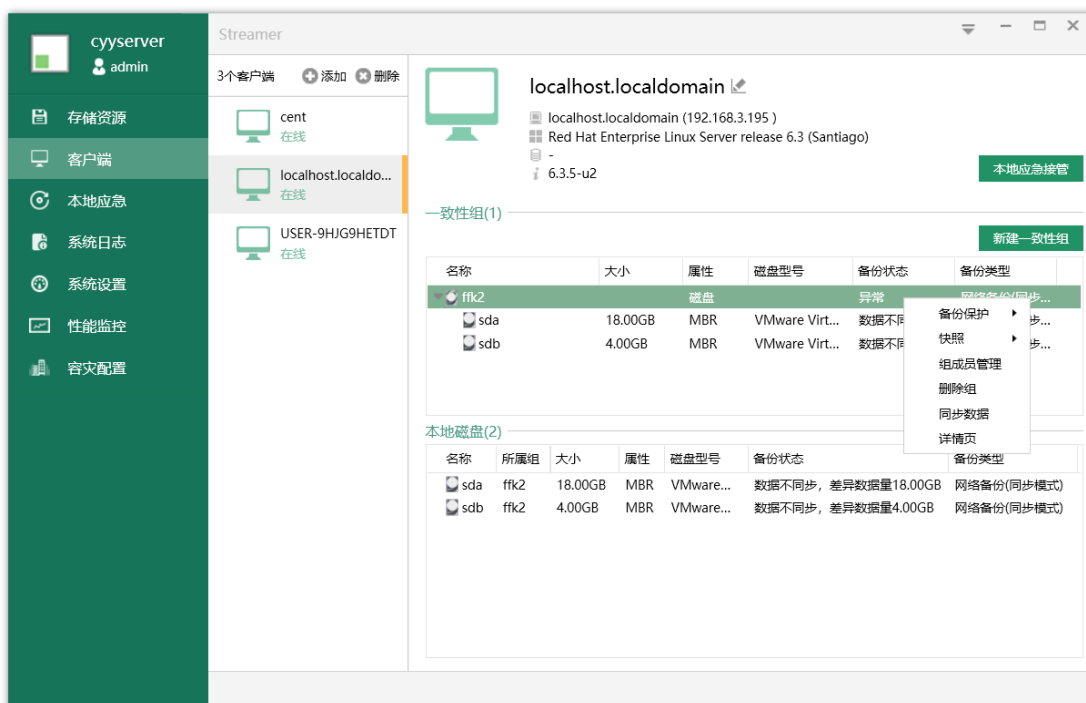 cyyserver
admin
存储资源
客户端
本地应急
系统日志
系统设置
性能监控
容灾配置
Streamer
3个客户端 添加 删除
cent
在线
localhost.localdo...
在线
USER-9HJG9HETDT
在线
localhost.localdomain
localhost.localdomain (192.168.3.195 )
Red Hat Enterprise Linux Server release 6.3 (Santiago)
-
6.3.5-u2
本地应急接管
一致性组(1)
新建一致性组
名称 大小 属性 磁盘型号 备份状态 备份类型
ffk2 磁盘 异常 网络备份(同步...
sda 18.00GB MBR VMware Virt... 数据不同 步...
sdb 4.00GB MBR VMware Virt... 数据不同 步...
备份保护
快照
组成员管理
删除组
同步数据
详情页
本地磁盘(2)
名称 所属组 大小 属性 磁盘型号 备份状态 备份类型
sda ffk2 18.00GB MBR VMware... 数据不同步，差异数据量18.00GB 网络备份(同步模式)
sdb ffk2 4.00GB MBR VMware... 数据不同步，差异数据量4.00GB 网络备份(同步模式)